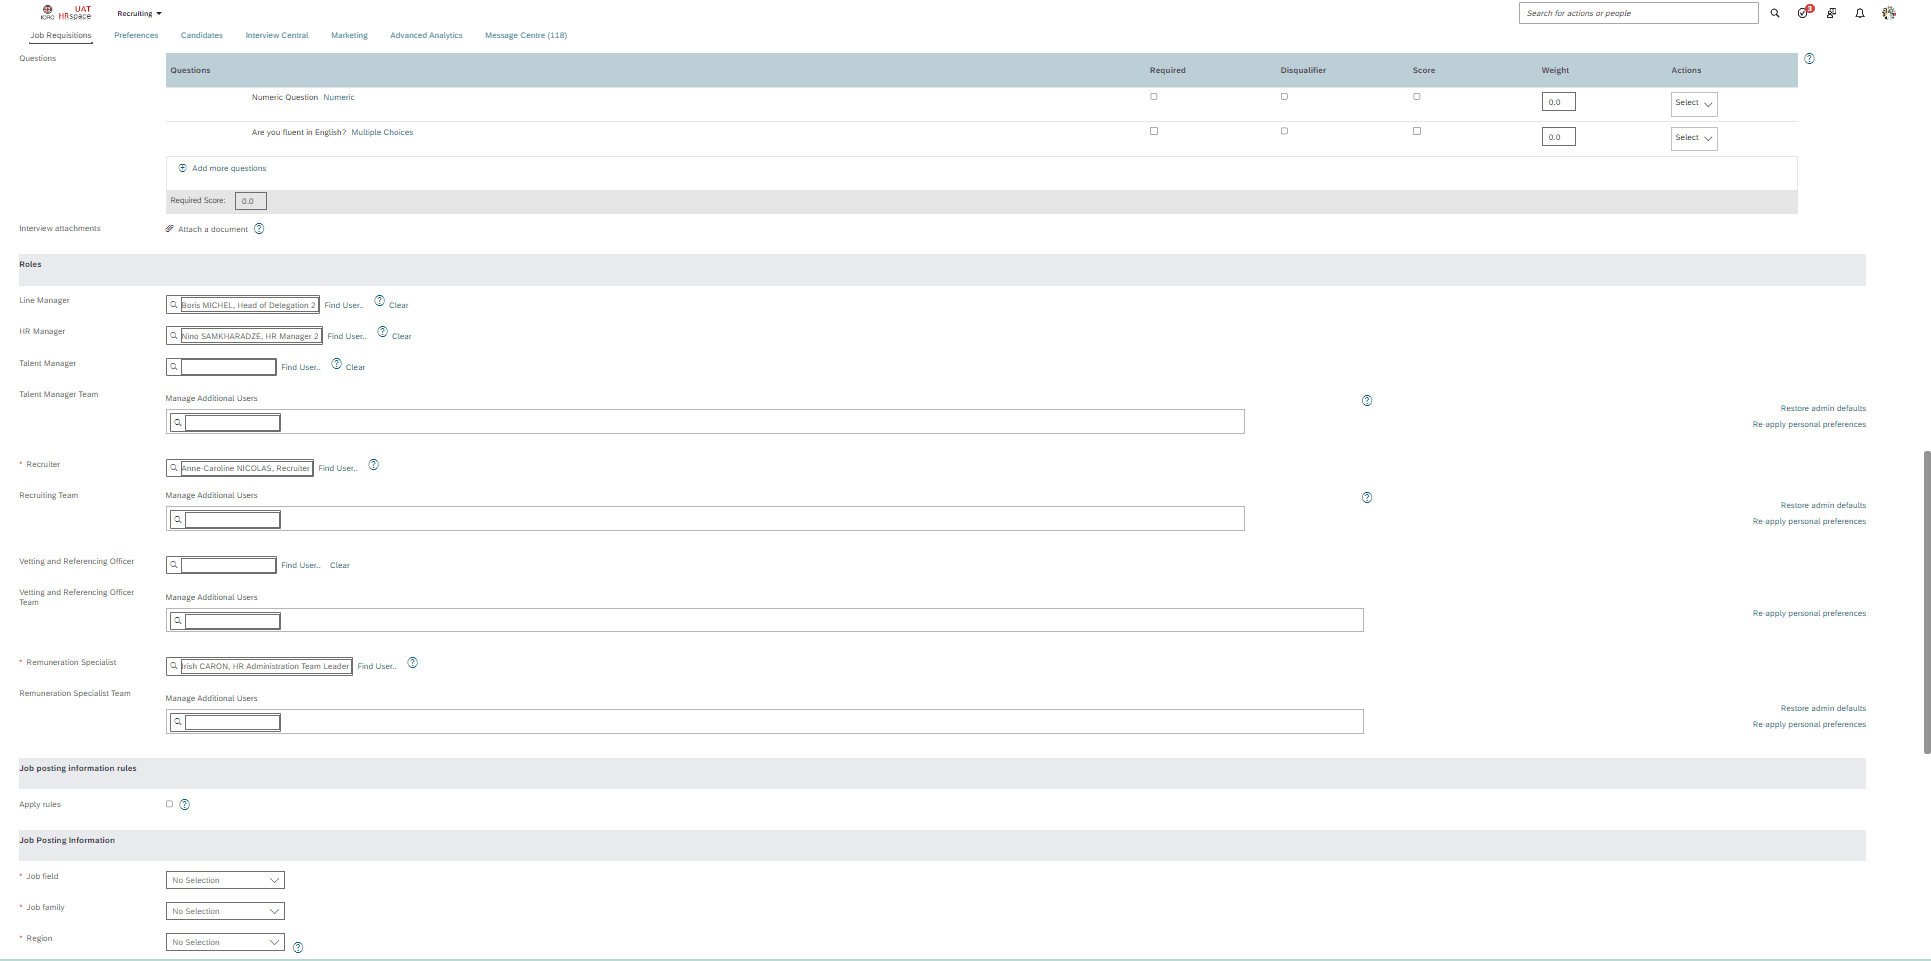 ICRC
UAT
HRspace
Recruiting
Search for actions or people
3
Job Requisitions
Preferences
Candidates
Interview Central
Marketing
Advanced Analytics
Message Centre (118)
Questions
Questions
Required
Disqualifier
Score
Weight
Actions
Numeric Question Numeric
0.0
Select
Are you fluent in English? Multiple Choices
0.0
Select
Add more questions
Required Score: 0.0
Interview attachments
Attach a document
Roles
Line Manager
Boris MICHEL, Head of Delegation 2
Find User..
Clear
HR Manager
Nino SAMKHARADZE, HR Manager 2
Find User..
Clear
Talent Manager
Find User..
Clear
Talent Manager Team
Manage Additional Users
Restore admin defaults
Re-apply personal preferences
* Recruiter
Anne-Caroline NICOLAS, Recruiter
Find User..
Recruiting Team
Manage Additional Users
Restore admin defaults
Re-apply personal preferences
Vetting and Referencing Officer
Find User..
Clear
Vetting and Referencing Officer
Team
Manage Additional Users
Re-apply personal preferences
* Remuneration Specialist
Irish CARON, HR Administration Team Leader
Find User..
Remuneration Specialist Team
Manage Additional Users
Restore admin defaults
Re-apply personal preferences
Job posting information rules
Apply rules
Job Posting Information
* Job field
No Selection
* Job family
No Selection
* Region
No Selection